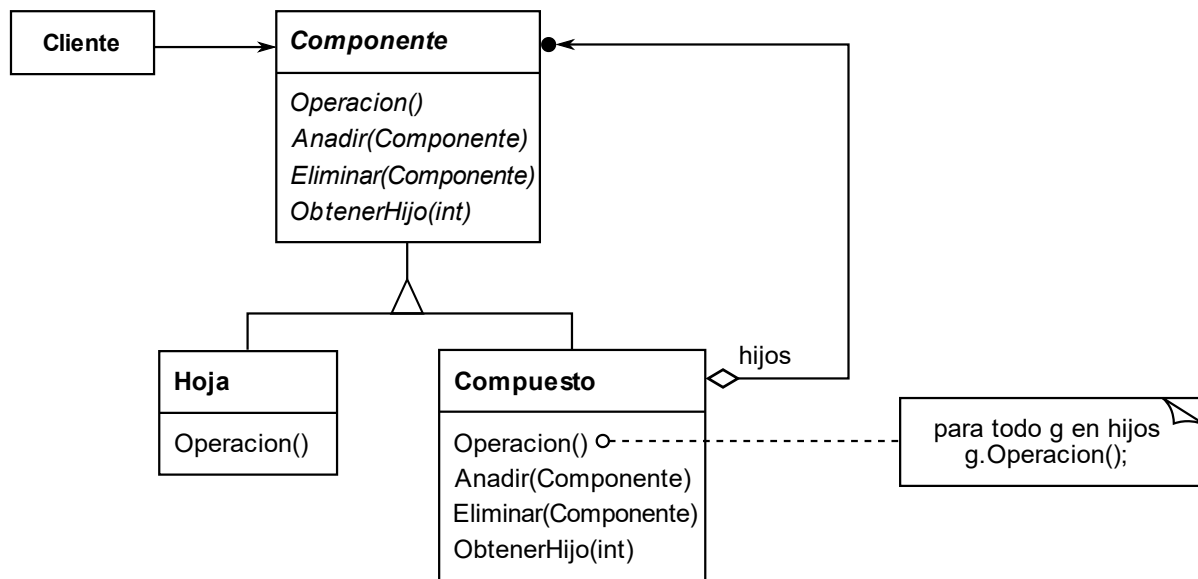 Cliente
Componente
Operacion()
Anadir(Componente)
Eliminar(Componente)
ObtenerHijo(int)
Hoja
Operacion()
Compuesto
Operacion()
Anadir(Componente)
Eliminar(Componente)
ObtenerHijo(int)
hijos
para todo g en hijos
g.Operacion();